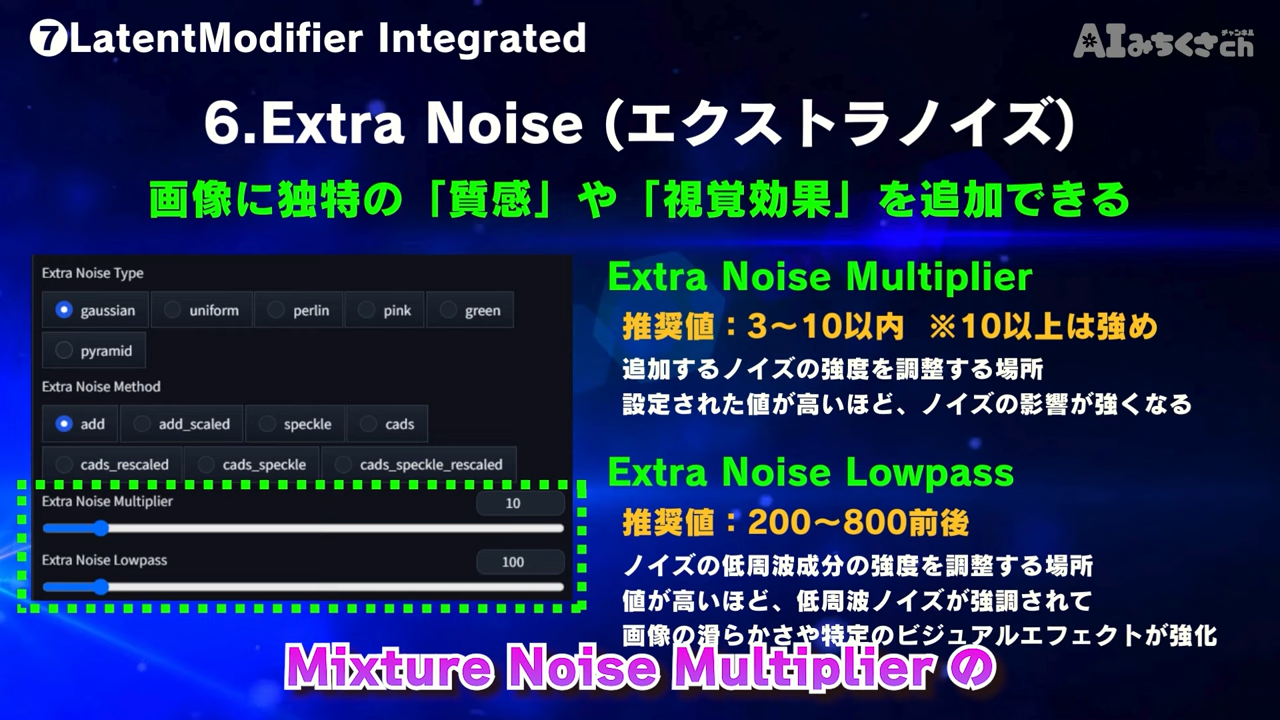 ❼LatentModifier Integrated
AIみちくさch
チャンネル
6.Extra Noise (エクストラノイズ)
画像に独特の「質感」や「視覚効果」を追加できる
Extra Noise Type
gaussian uniform perlin pink green
pyramid
Extra Noise Method
add add_scaled speckle cads
cads_rescaled cads_speckle cads_speckle_rescaled
Extra Noise Multiplier 10
Extra Noise Lowpass 100
Extra Noise Multiplier
推奨値：3～10以内 ※10以上は強め
追加するノイズの強度を調整する場所
設定された値が高いほど、ノイズの影響が強くなる
Extra Noise Lowpass
推奨値：200～800前後
ノイズの低周波成分の強度を調整する場所
値が高いほど、低周波ノイズが強調されて
画像の滑らかさや特定のビジュアルエフェクトが強化
Mixture Noise Multiplier の